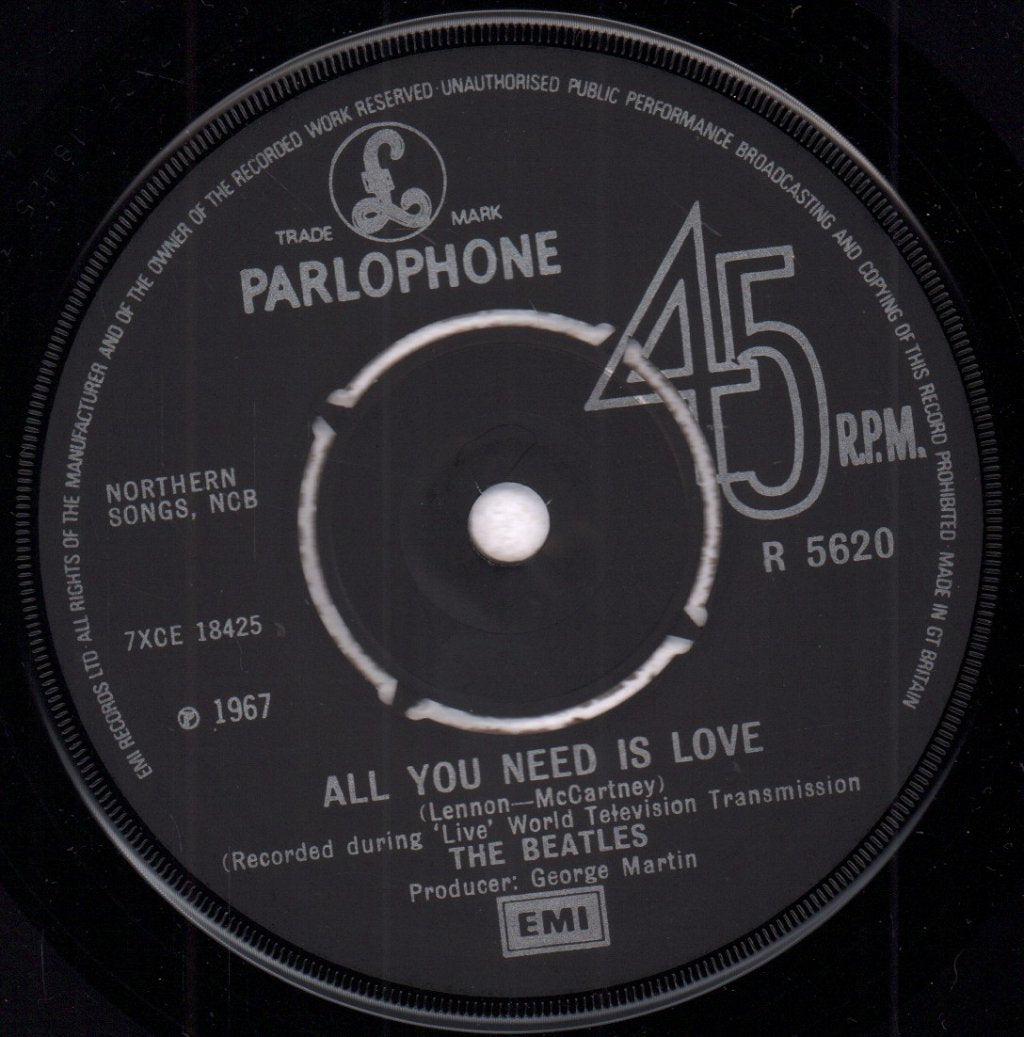 EMI RECORDS LTD · ALL RIGHTS OF THE MANUFACTURER AND OF THE OWNER OF THE RECORDED WORK RESERVED · UNAUTHORISED PUBLIC PERFORMANCE BROADCASTING AND COPYING OF THIS RECORD PROHIBITED · MADE IN GT BRITAIN
£
TRADE MARK
PARLOPHONE
45
R.P.M.
NORTHERN
SONGS, NCB
R 5620
7XCE 18425
℗ 1967
ALL YOU NEED IS LOVE
(Lennon—McCartney)
(Recorded during 'Live' World Television Transmission
THE BEATLES
Producer: George Martin
EMI